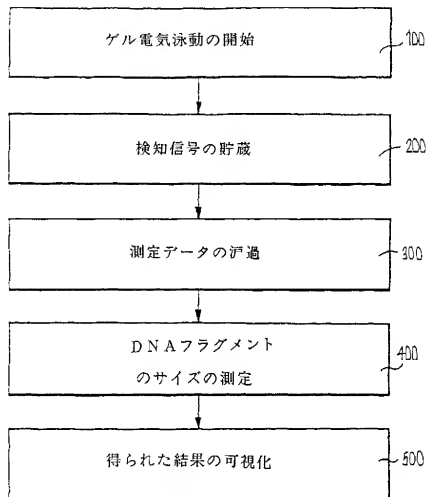 ゲル電気泳動の開始
100
検知信号の貯蔵
200
測定データの沪過
300
DNAフラグメント
のサイズの測定
400
得られた結果の可視化
500